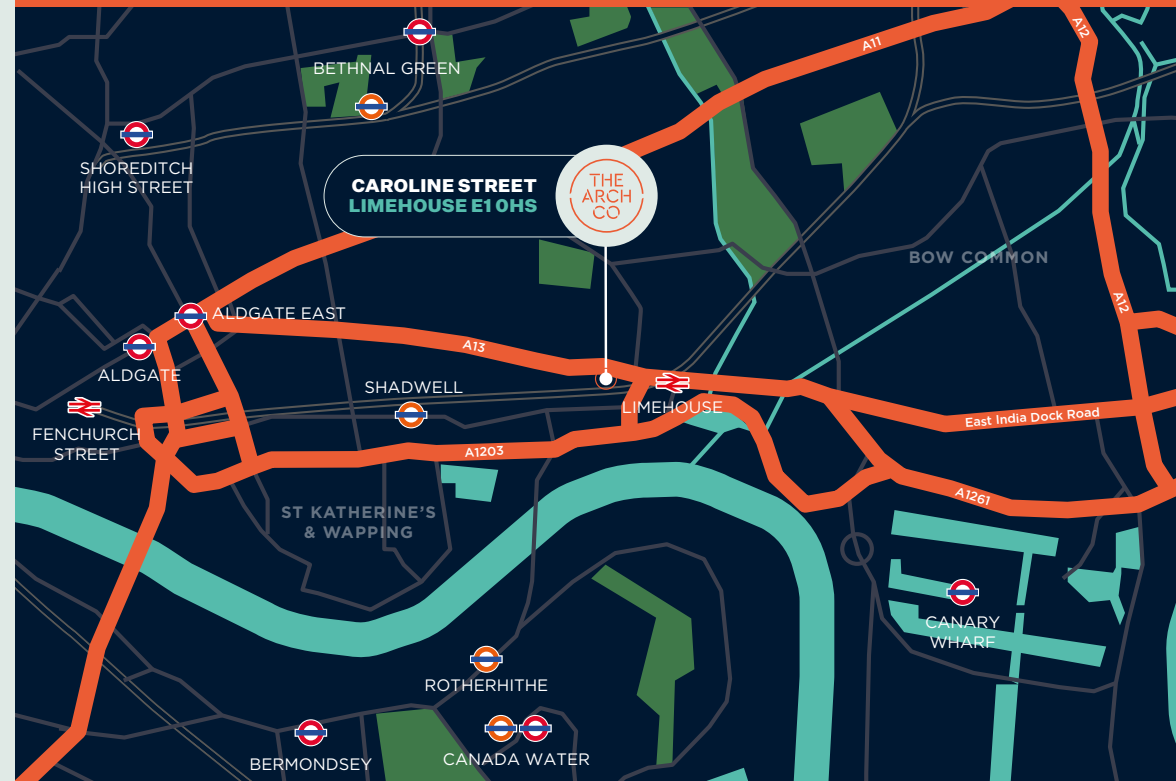 A12
A11
BETHNAL GREEN
SHOREDITCH
HIGH STREET
CAROLINE STREET
LIMEHOUSE E1 0HS
THE
ARCH
CO
BOW COMMON
A12
ALDGATE EAST
A13
ALDGATE
SHADWELL
LIMEHOUSE
East India Dock Road
FENCHURCH
STREET
A1203
A1261
ST KATHERINE'S
& WAPPING
CANARY
WHARF
ROTHERHITHE
BERMONDSEY
CANADA WATER